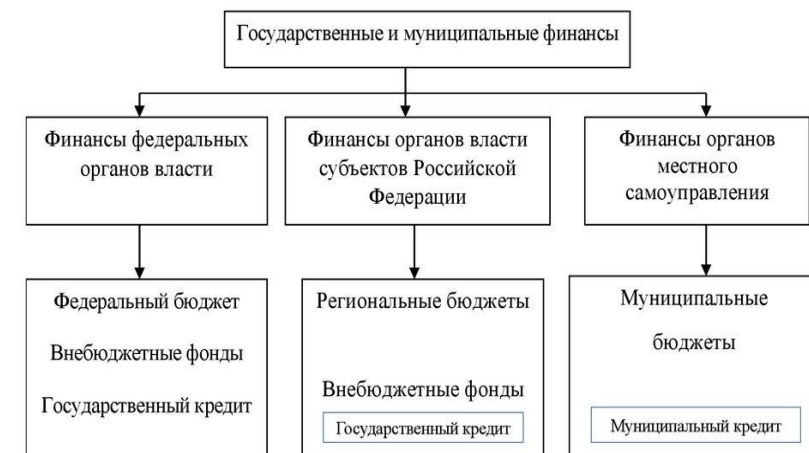 Государственные и муниципальные финансы
Финансы федеральных
органов власти
Финансы органов власти
субъектов Российской
Федерации
Финансы органов
местного
самоуправления
Федеральный бюджет
Внебюджетные фонды
Государственный кредит
Региональные бюджеты
Внебюджетные фонды
Государственный кредит
Муниципальные
бюджеты
Муниципальный кредит